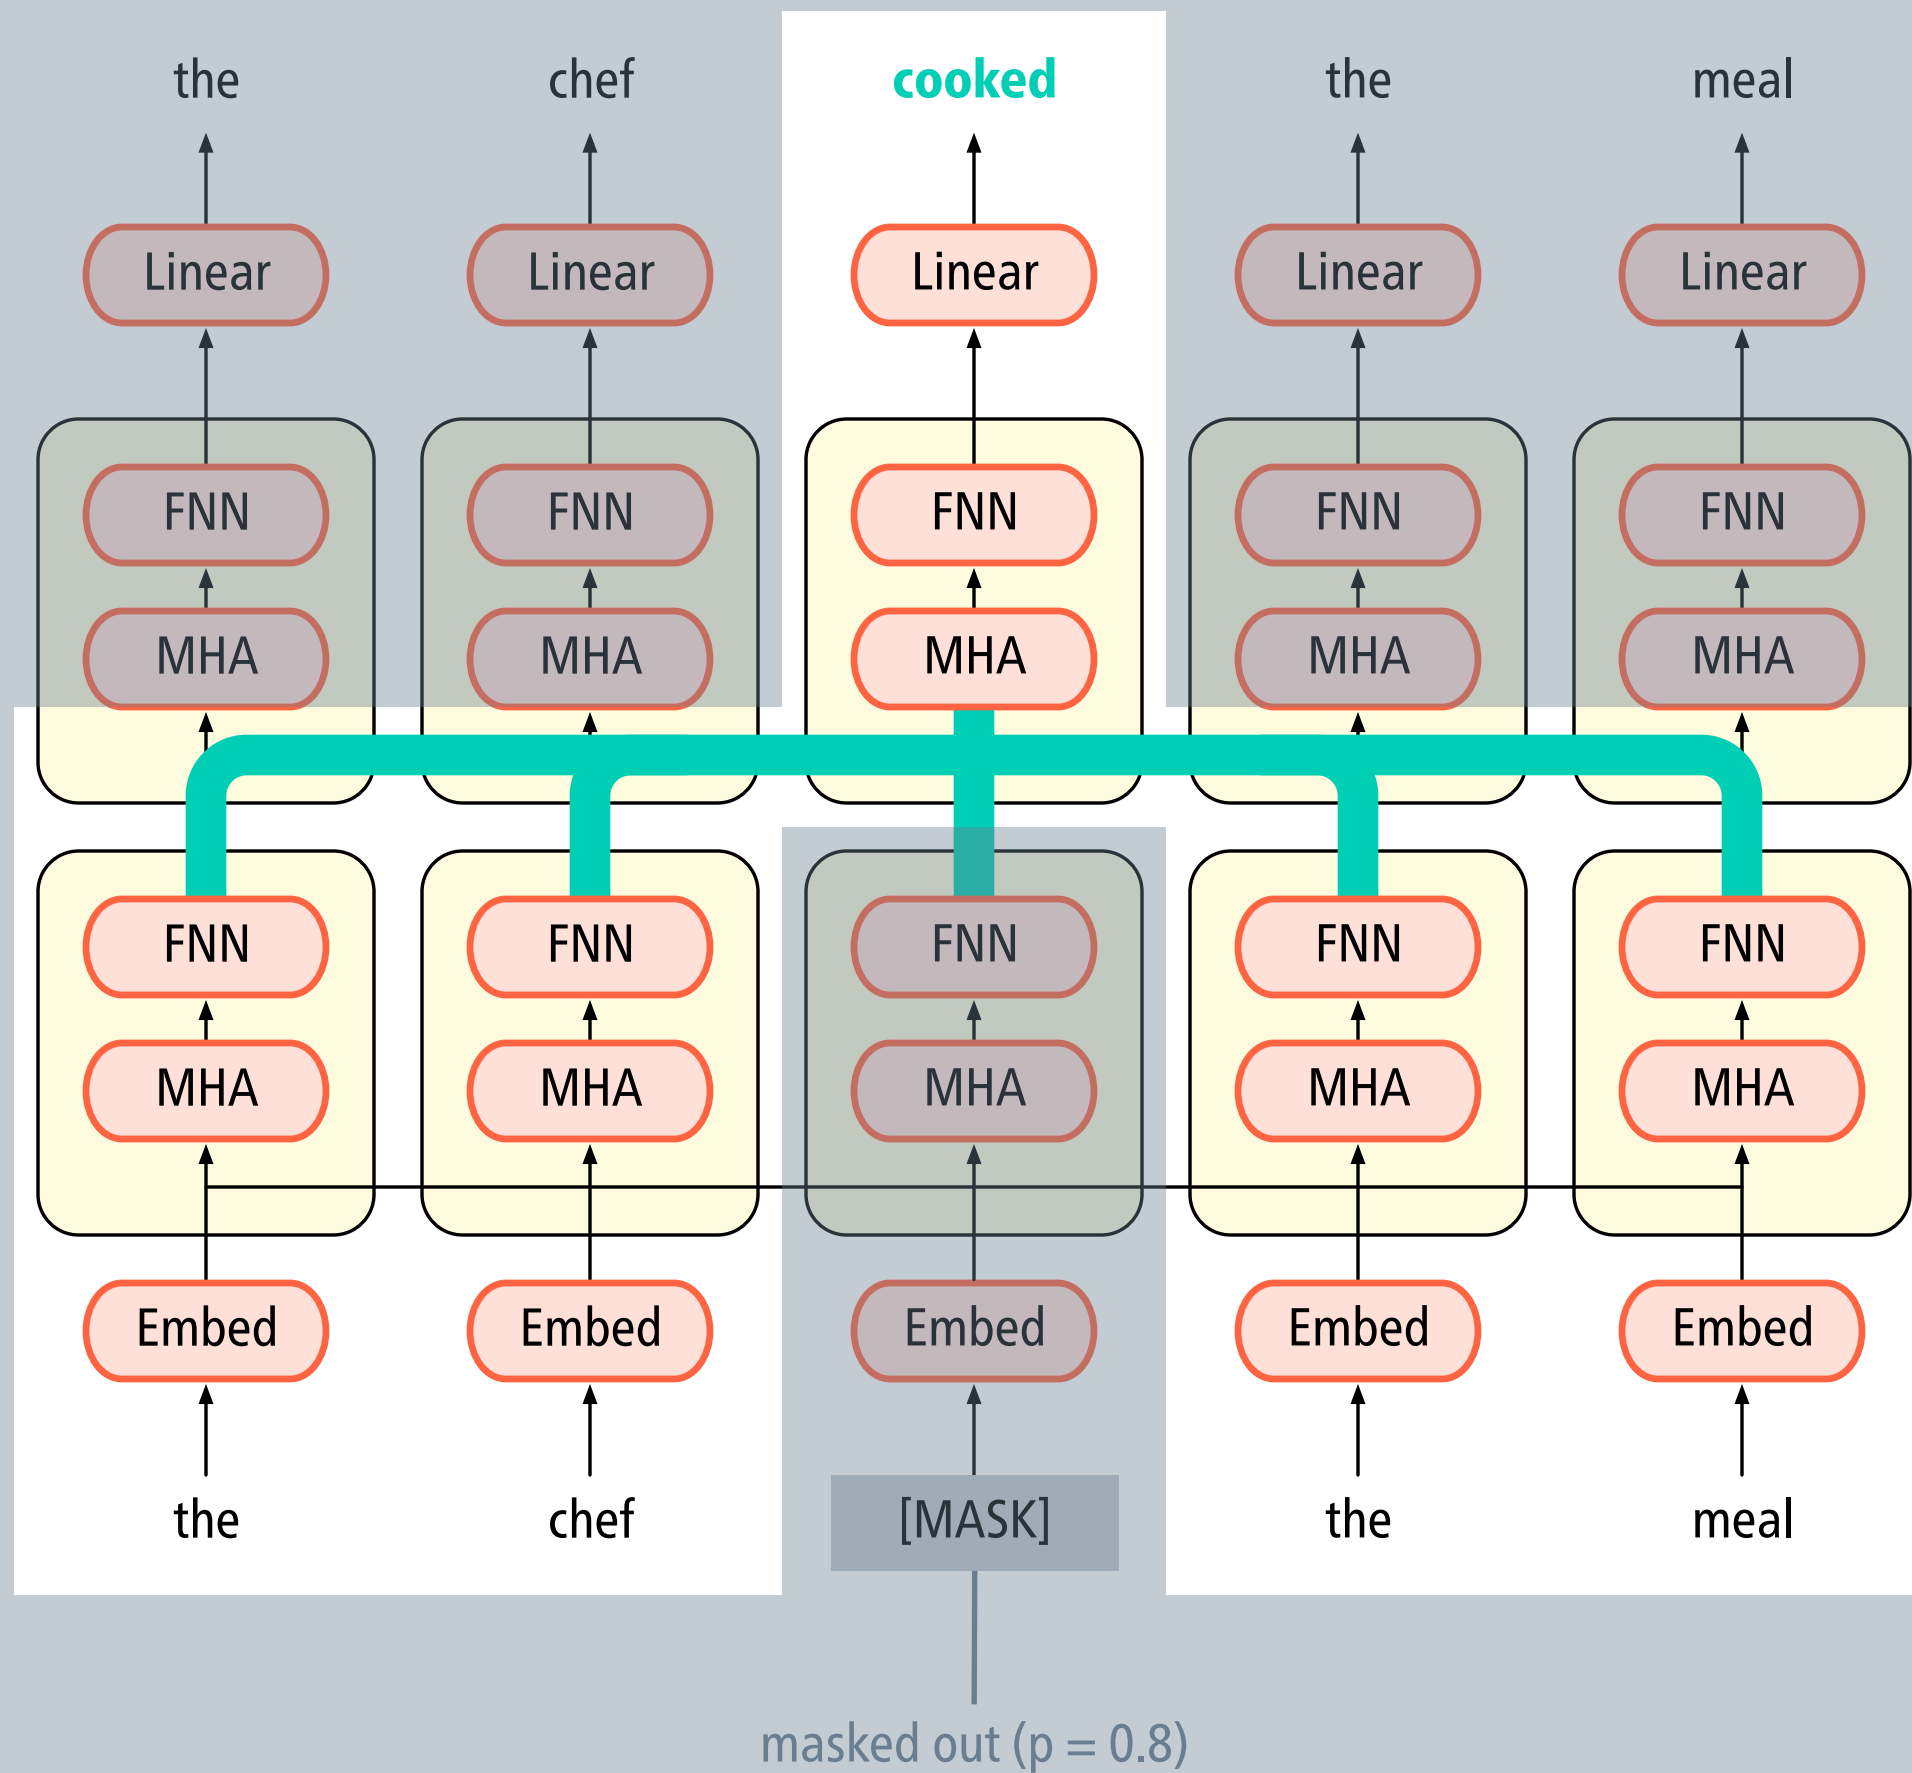 the chef cooked the meal
Linear Linear Linear Linear Linear
FNN FNN FNN FNN FNN
MHA MHA MHA MHA MHA
FNN FNN FNN FNN FNN
MHA MHA MHA MHA MHA
Embed Embed Embed Embed Embed
the chef [MASK] the meal
masked out (p = 0.8)